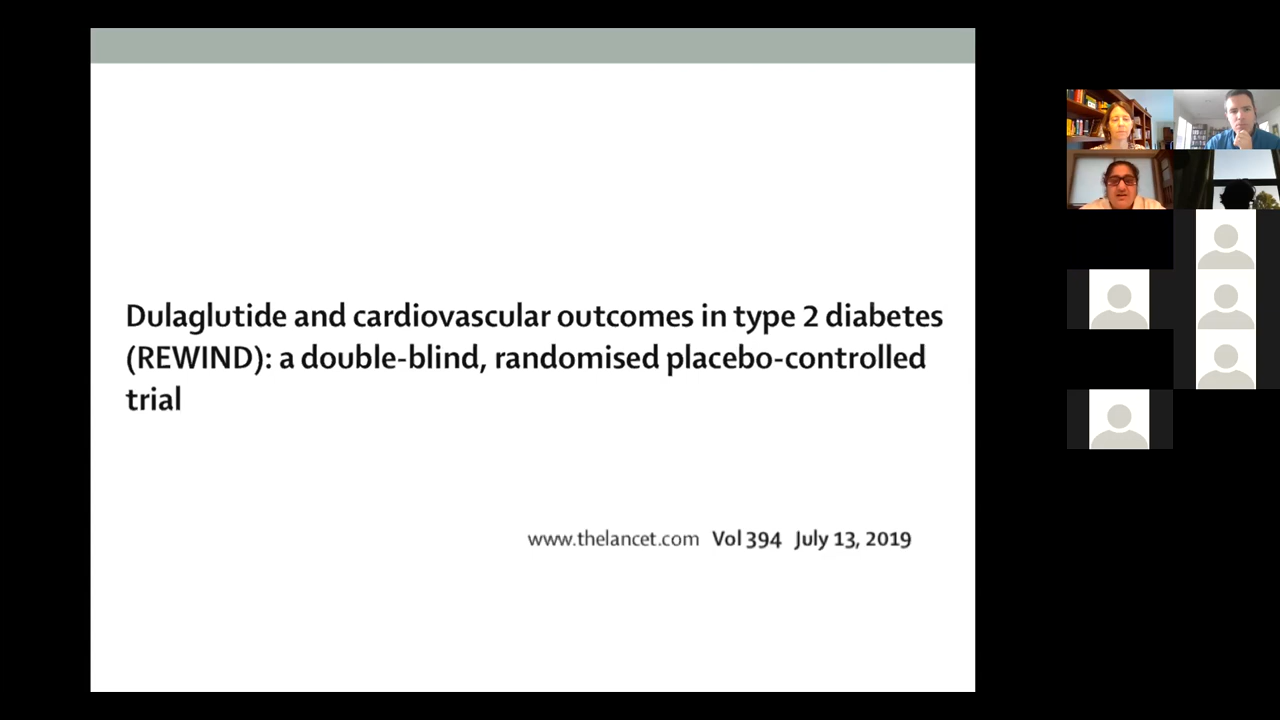 Dulaglutide and cardiovascular outcomes in type 2 diabetes
(REWIND): a double-blind, randomised placebo-controlled
trial
www.thelancet.com Vol 394 July 13, 2019